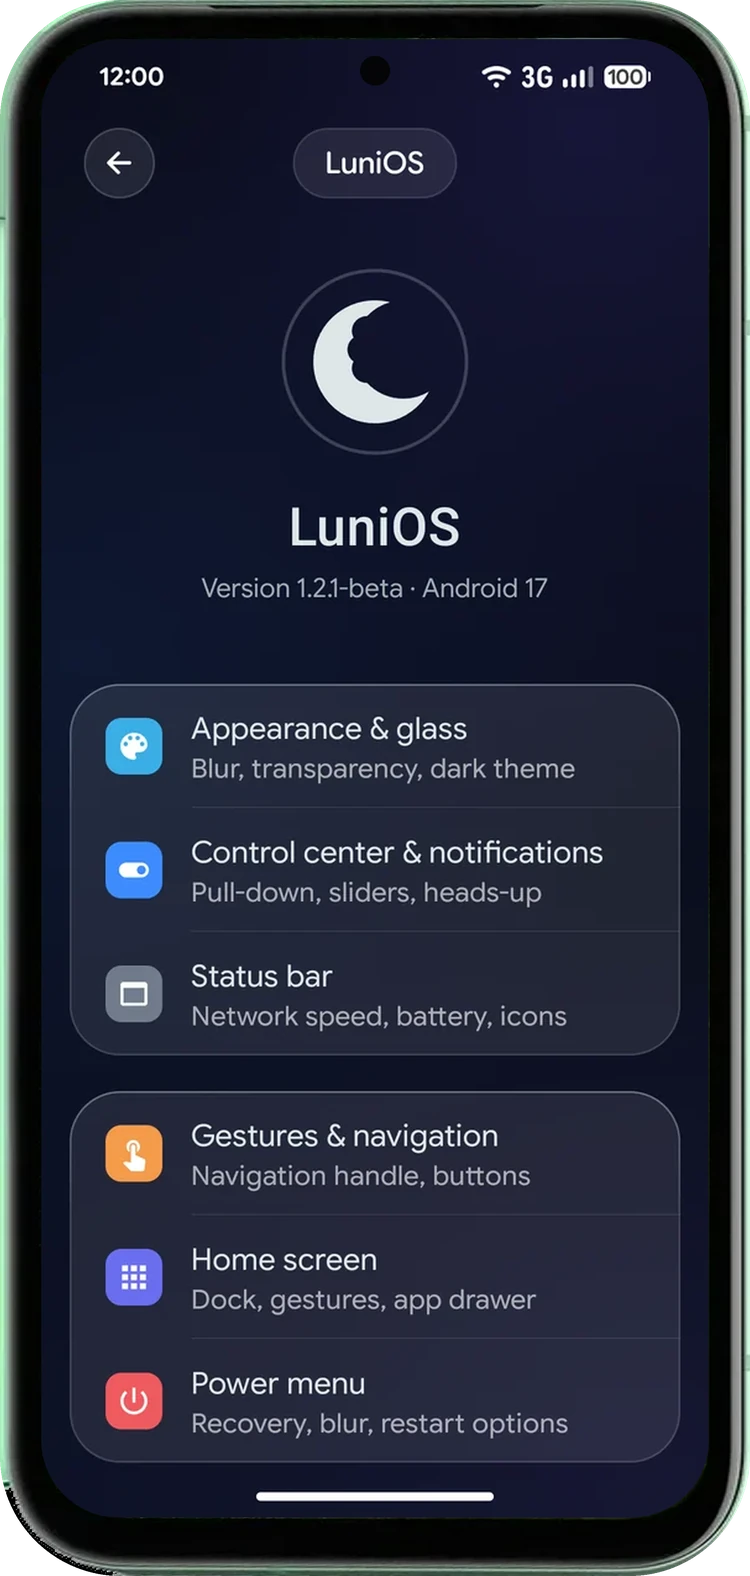 12:00
3G
100
LuniOS
LuniOS
Version 1.2.1-beta · Android 17
Appearance & glass
Blur, transparency, dark theme
Control center & notifications
Pull-down, sliders, heads-up
Status bar
Network speed, battery, icons
Gestures & navigation
Navigation handle, buttons
Home screen
Dock, gestures, app drawer
Power menu
Recovery, blur, restart options